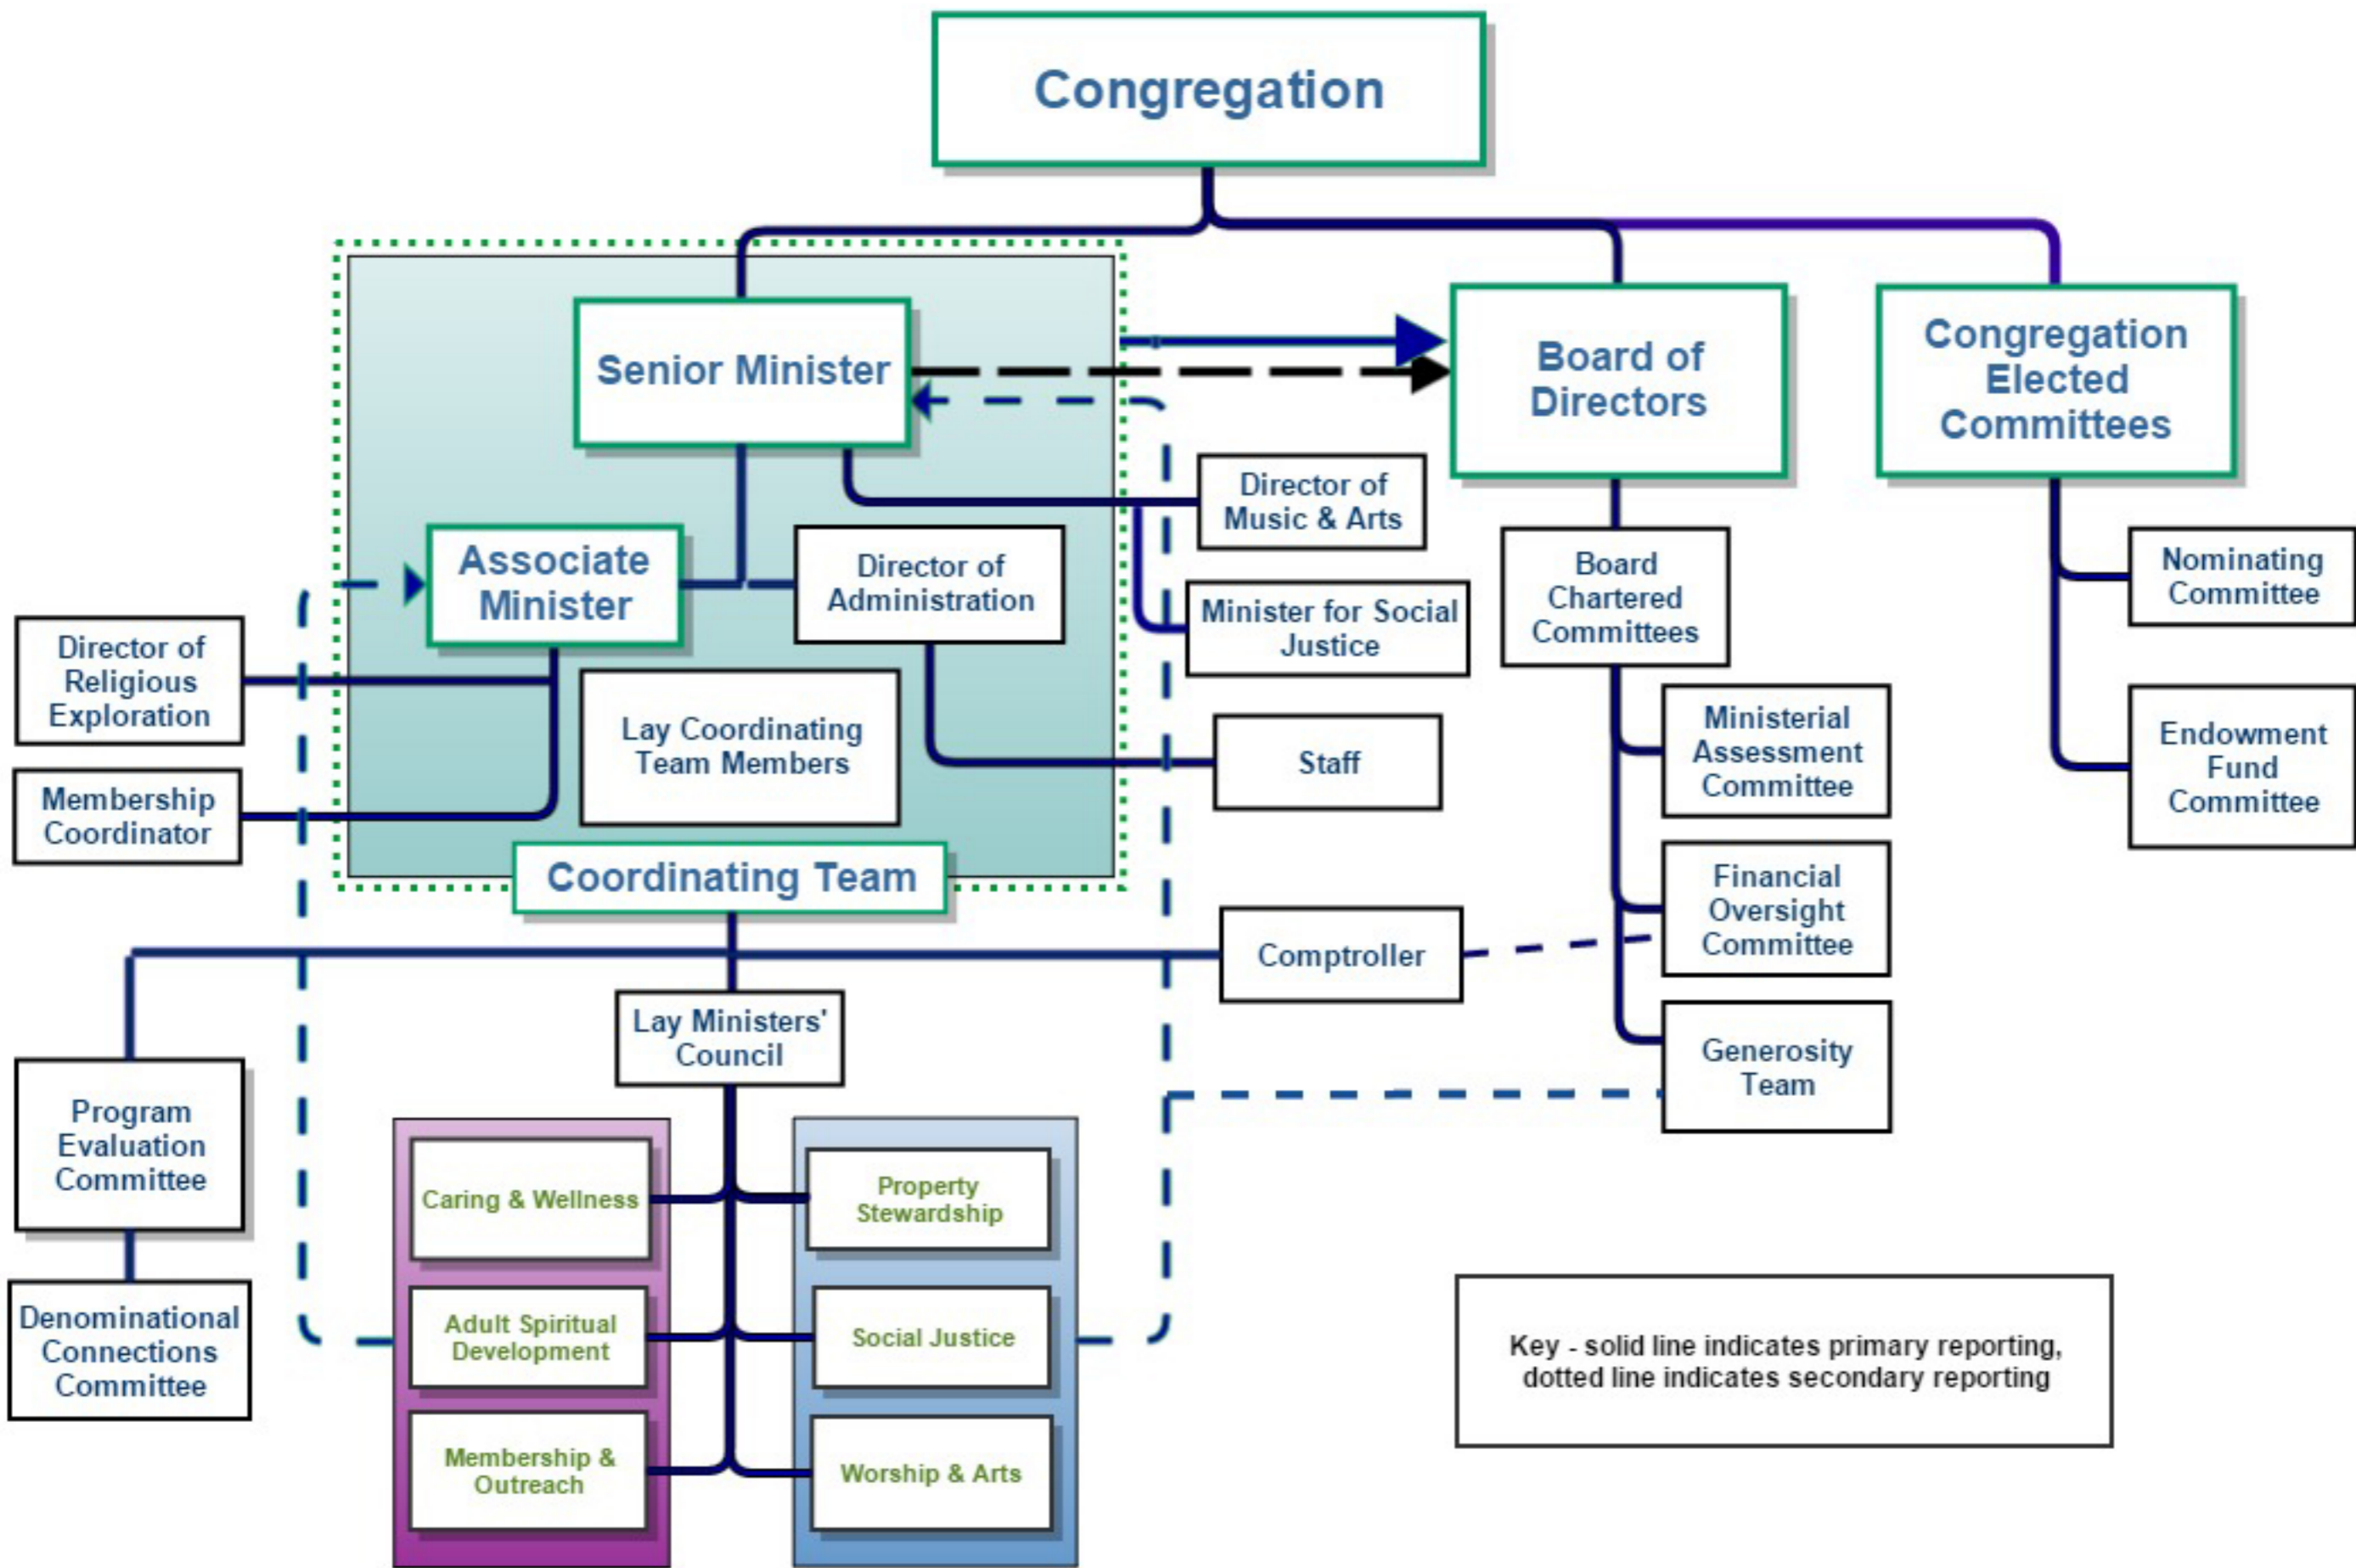 Congregation
Senior Minister
Board of
Directors
Congregation
Elected
Committees
Director of
Music & Arts
Associate
Minister
Director of
Administration
Minister for Social
Justice
Board
Chartered
Committees
Nominating
Committee
Director of
Religious
Exploration
Lay Coordinating
Team Members
Staff
Ministerial
Assessment
Committee
Endowment
Fund
Committee
Membership
Coordinator
Coordinating Team
Financial
Oversight
Committee
Comptroller
Lay Ministers'
Council
Generosity
Team
Program
Evaluation
Committee
Caring & Wellness
Property
Stewardship
Denominational
Connections
Committee
Adult Spiritual
Development
Social Justice
Key - solid line indicates primary reporting,
dotted line indicates secondary reporting
Membership &
Outreach
Worship & Arts